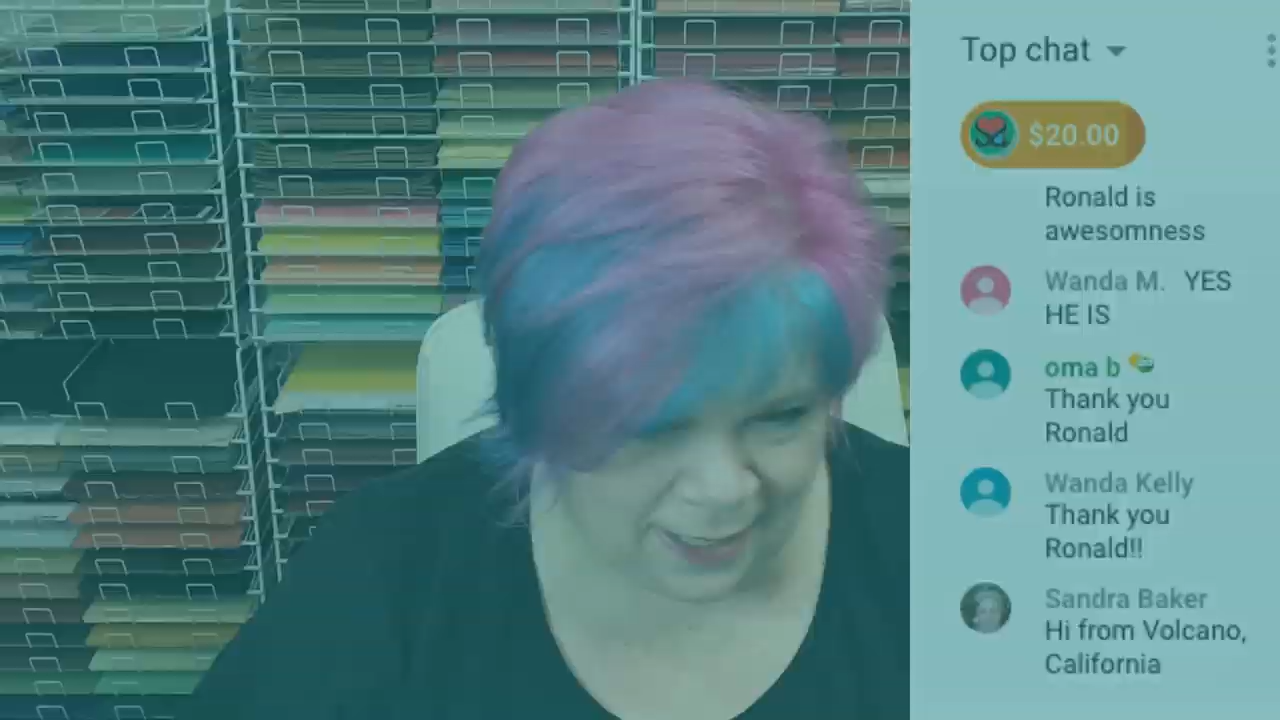 Top chat
$20.00
Ronald is
awesomness
Wanda M. YES
HE IS
oma b
Thank you
Ronald
Wanda Kelly
Thank you
Ronald!!
Sandra Baker
Hi from Volcano,
California